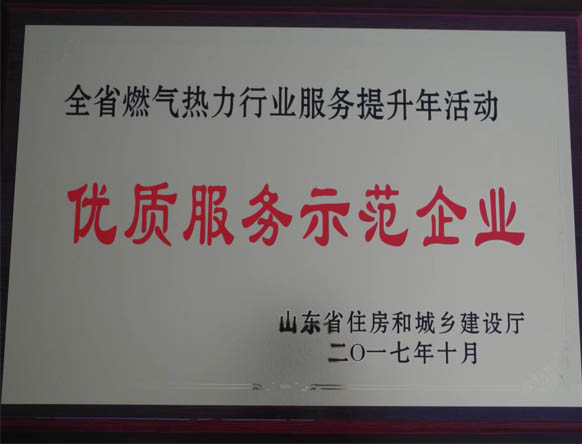 全省燃气热力行业服务提升年活动
优质服务示范企业
山东省住房和城乡建设厅
二〇一七年十月